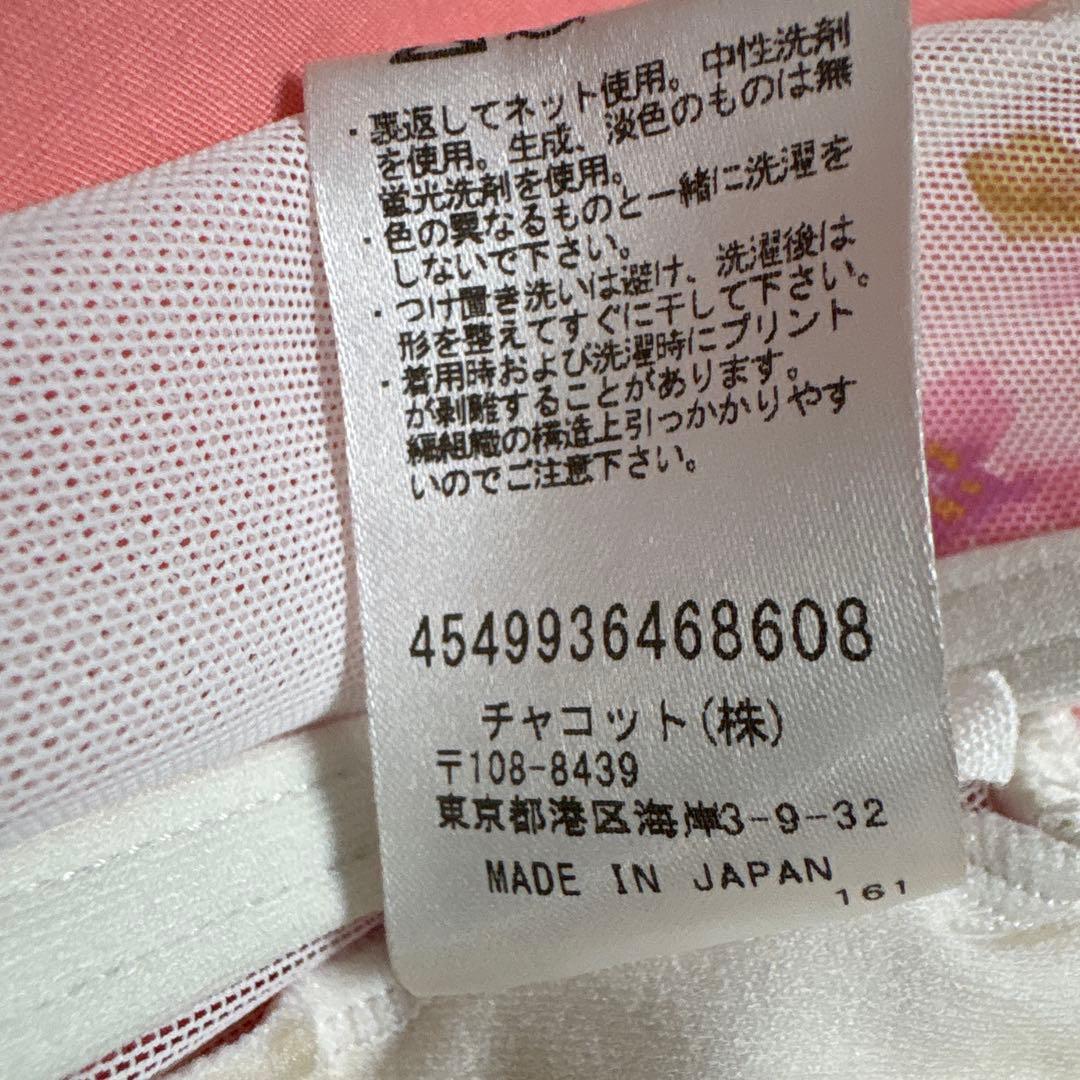 ・裏返してネット使用。中性洗剤
を使用。生成、淡色のものは無
蛍光洗剤を使用。
・色の異なるものと一緒に洗濯を
しないで下さい。
・つけ置き洗いは避け、洗濯後は
形を整えてすぐに干して下さい。
・着用時および洗濯時にプリント
が剥離することがあります。
編組織の構造上引っかかりやす
いのでご注意下さい。
4549936468608
チャコット(株)
〒108-8439
東京都港区海岸3-9-32
MADE IN JAPAN
161